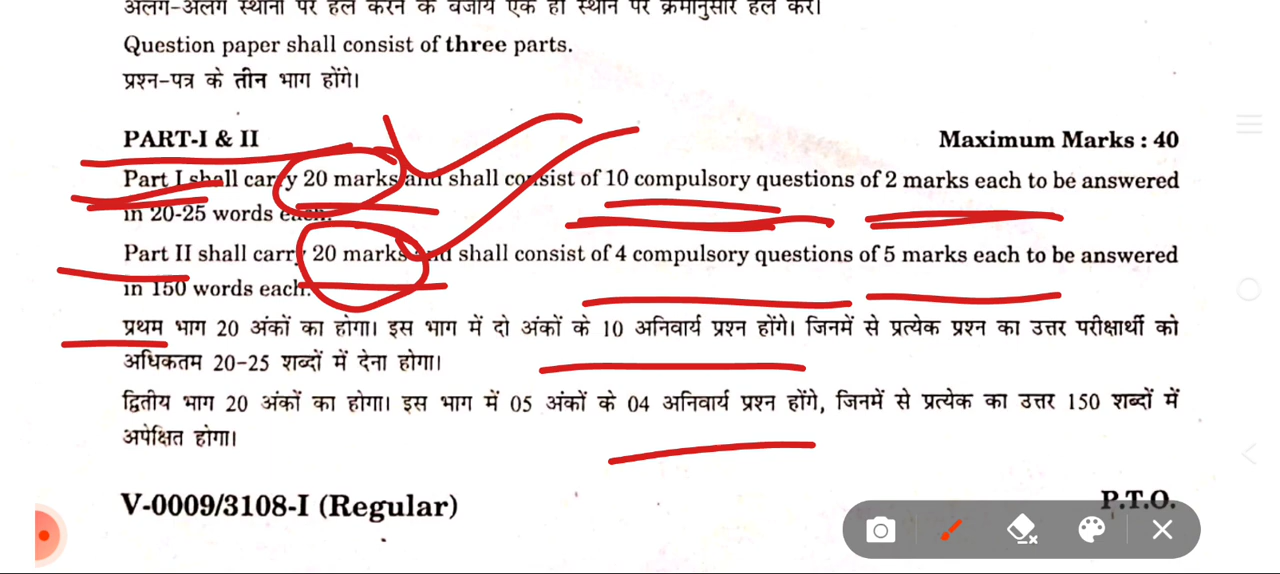 अलग-अलग स्थानों पर हल करने के बजाय एक ही स्थान पर क्रमानुसार हल करें।
Question paper shall consist of three parts.
प्रश्न-पत्र के तीन भाग होंगे।
PART-I & II Maximum Marks : 40
Part I shall carry 20 marks and shall consist of 10 compulsory questions of 2 marks each to be answered
in 20-25 words each.
Part II shall carry 20 marks and shall consist of 4 compulsory questions of 5 marks each to be answered
in 150 words each.
प्रथम भाग 20 अंकों का होगा। इस भाग में दो अंकों के 10 अनिवार्य प्रश्न होंगे। जिनमें से प्रत्येक प्रश्न का उत्तर परीक्षार्थी को
अधिकतम 20-25 शब्दों में देना होगा।
द्वितीय भाग 20 अंकों का होगा। इस भाग में 05 अंकों के 04 अनिवार्य प्रश्न होंगे, जिनमें से प्रत्येक का उत्तर 150 शब्दों में
अपेक्षित होगा।
V-0009/3108-I (Regular) P.T.O.